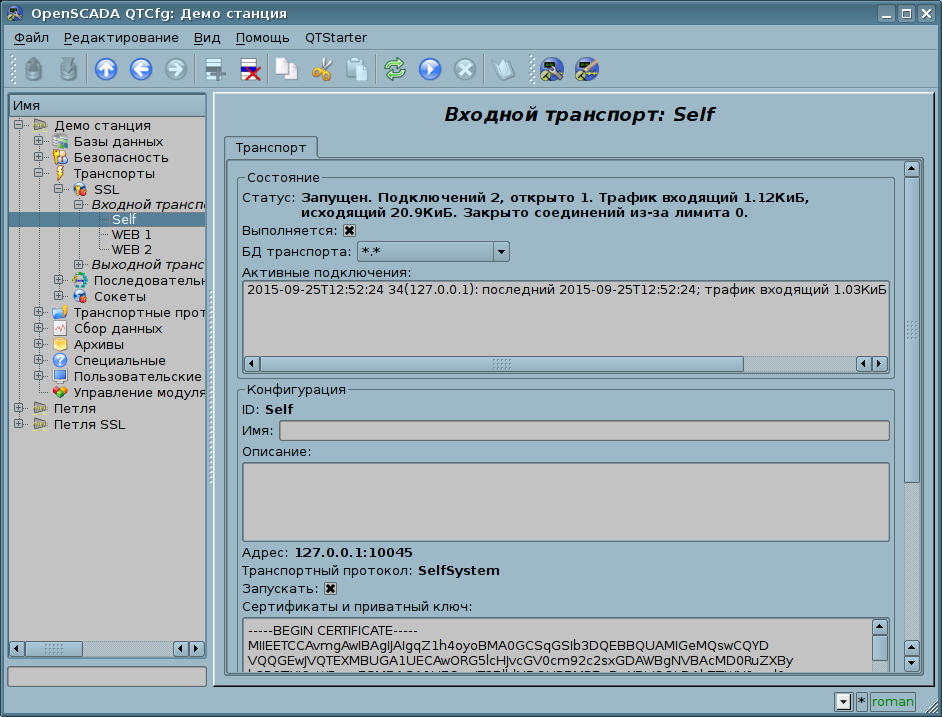 OpenSCADA QTCfg: Демо станция
Файл Редактирование Вид Помощь QTStarter
Имя
Демо станция
Базы данных
Безопасность
Транспорты
SSL
Входной трансп
Self
WEB 1
WEB 2
Выходной транс
Последователь
Сокеты
Транспортные прот
Сбор данных
Архивы
Специальные
Пользовательские
Управление модуля
Петля
Петля SSL
Входной транспорт: Self
Транспорт
Состояние
Статус: Запущен. Подключений 2, открыто 1. Трафик входящий 1.12КиБ,
исходящий 20.9КиБ. Закрыто соединений из-за лимита 0.
Выполняется:
БД транспорта: *.*
Активные подключения:
2015-09-25T12:52:24 34(127.0.0.1): последний 2015-09-25T12:52:24; трафик входящий 1.03КиБ
Конфигурация
ID: Self
Имя:
Описание:
Адрес: 127.0.0.1:10045
Транспортный протокол: SelfSystem
Запускать:
Сертификаты и приватный ключ:
-----BEGIN CERTIFICATE-----
MIIEETCCAvmgAwIBAgIJAIgqZ1h4oyoBMA0GCSqGSIb3DQEBBQUAMIGeMQswCQYD
VQQGEwJVQTEXMBUGA1UECAwORG5lcHJvcGV0cm92c2sxGDAWBgNVBAcMD0RuZXBy
* roman